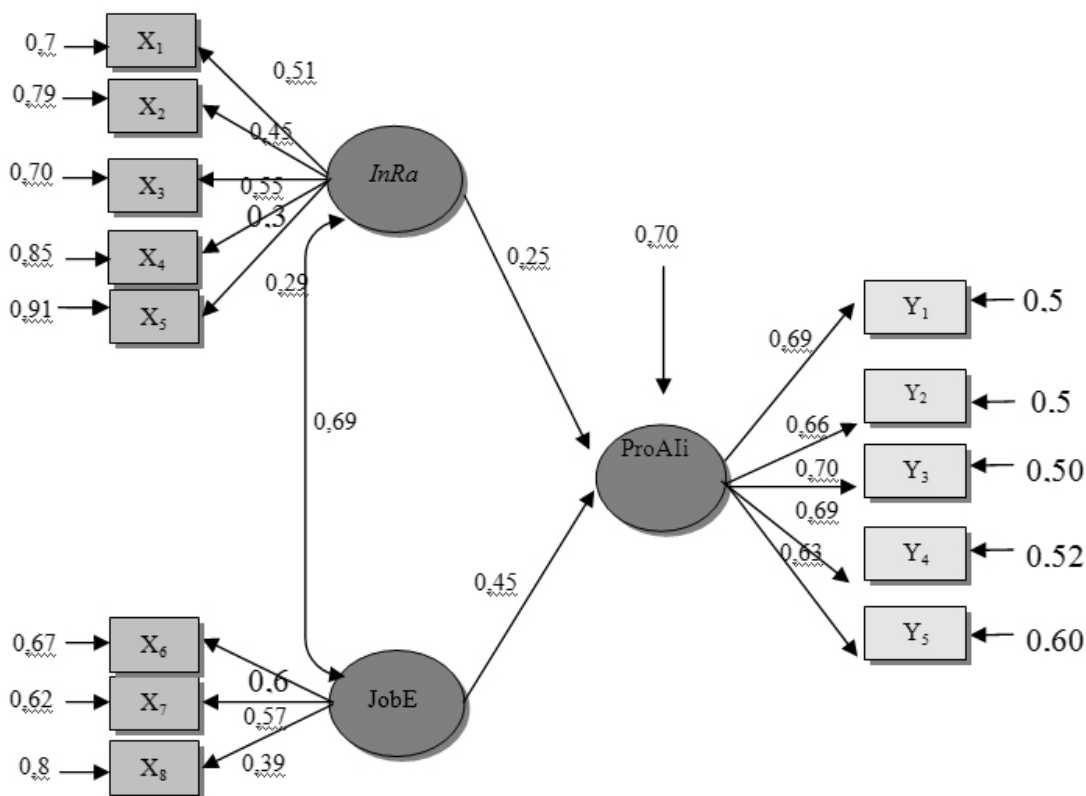 0,7
X1
0,51
0,79
X2
0,45
0,70
X3
0,55
InRa
0,3
0,85
X4
0,29
0,91
X5
0,25
0,70
0,69
Y1
0,5
0,69
0,66
Y2
0,5
ProAIi
0,70
Y3
0,50
0,69
Y4
0,52
0,63
0,45
Y5
0,60
0,67
X6
0,6
JobE
0,62
X7
0,57
0,8
X8
0,39